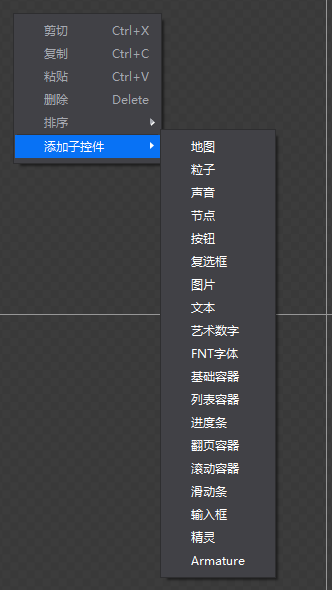 剪切 Ctrl+X
复制 Ctrl+C
粘贴 Ctrl+V
删除 Delete
排序
添加子控件
地图
粒子
声音
节点
按钮
复选框
图片
文本
艺术数字
FNT字体
基础容器
列表容器
进度条
翻页容器
滚动容器
滑动条
输入框
精灵
Armature